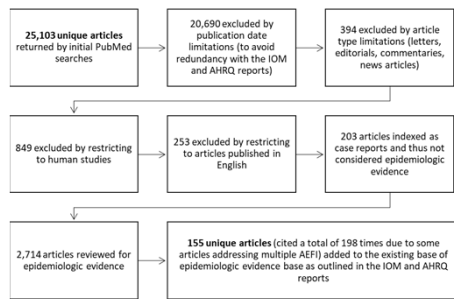 25,103 unique articles
returned by initial PubMed
searches
20,690 excluded by
publication date
limitations (to avoid
redundancy with the IOM
and AHRQ reports)
394 excluded by article
type limitations (letters,
editorials, commentaries,
news articles)
849 excluded by restricting
to human studies
253 excluded by restricting
to articles published in
English
203 articles indexed as
case reports and thus not
considered epidemiologic
evidence
2,714 articles reviewed for
epidemiologic evidence
155 unique articles (cited a total of 198 times due to some
articles addressing multiple AEFI) added to the existing base of
epidemiologic evidence base as outlined in the IOM and AHRQ
reports